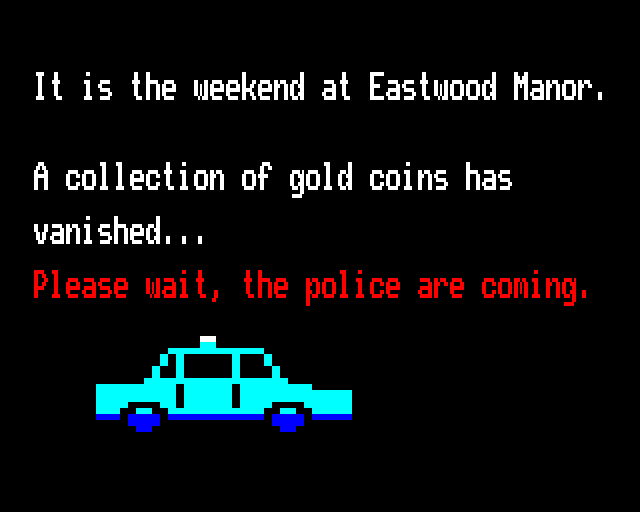 It is the weekend at Eastwood Manor.
A collection of gold coins has
vanished...
Please wait, the police are coming.